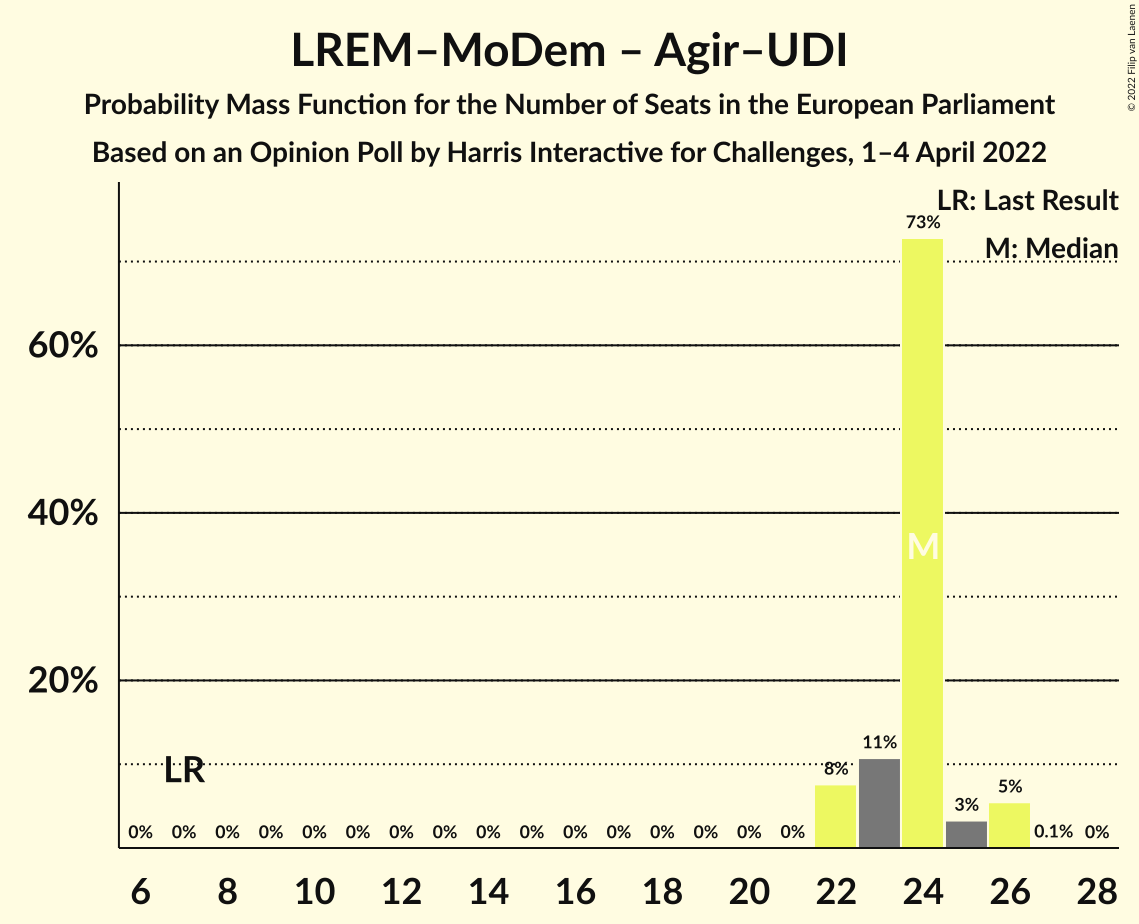 LREM–MoDem – Agir–UDI
Probability Mass Function for the Number of Seats in the European Parliament
Based on an Opinion Poll by Harris Interactive for Challenges, 1–4 April 2022
© 2022 Filip van Laenen
LR: Last Result
M: Median
73%
60%
40%
M
20%
LR
11%
8%
5%
3%
0% 0% 0% 0% 0% 0% 0% 0% 0% 0% 0% 0% 0% 0% 0% 0% 0.1% 0%
6 8 10 12 14 16 18 20 22 24 26 28